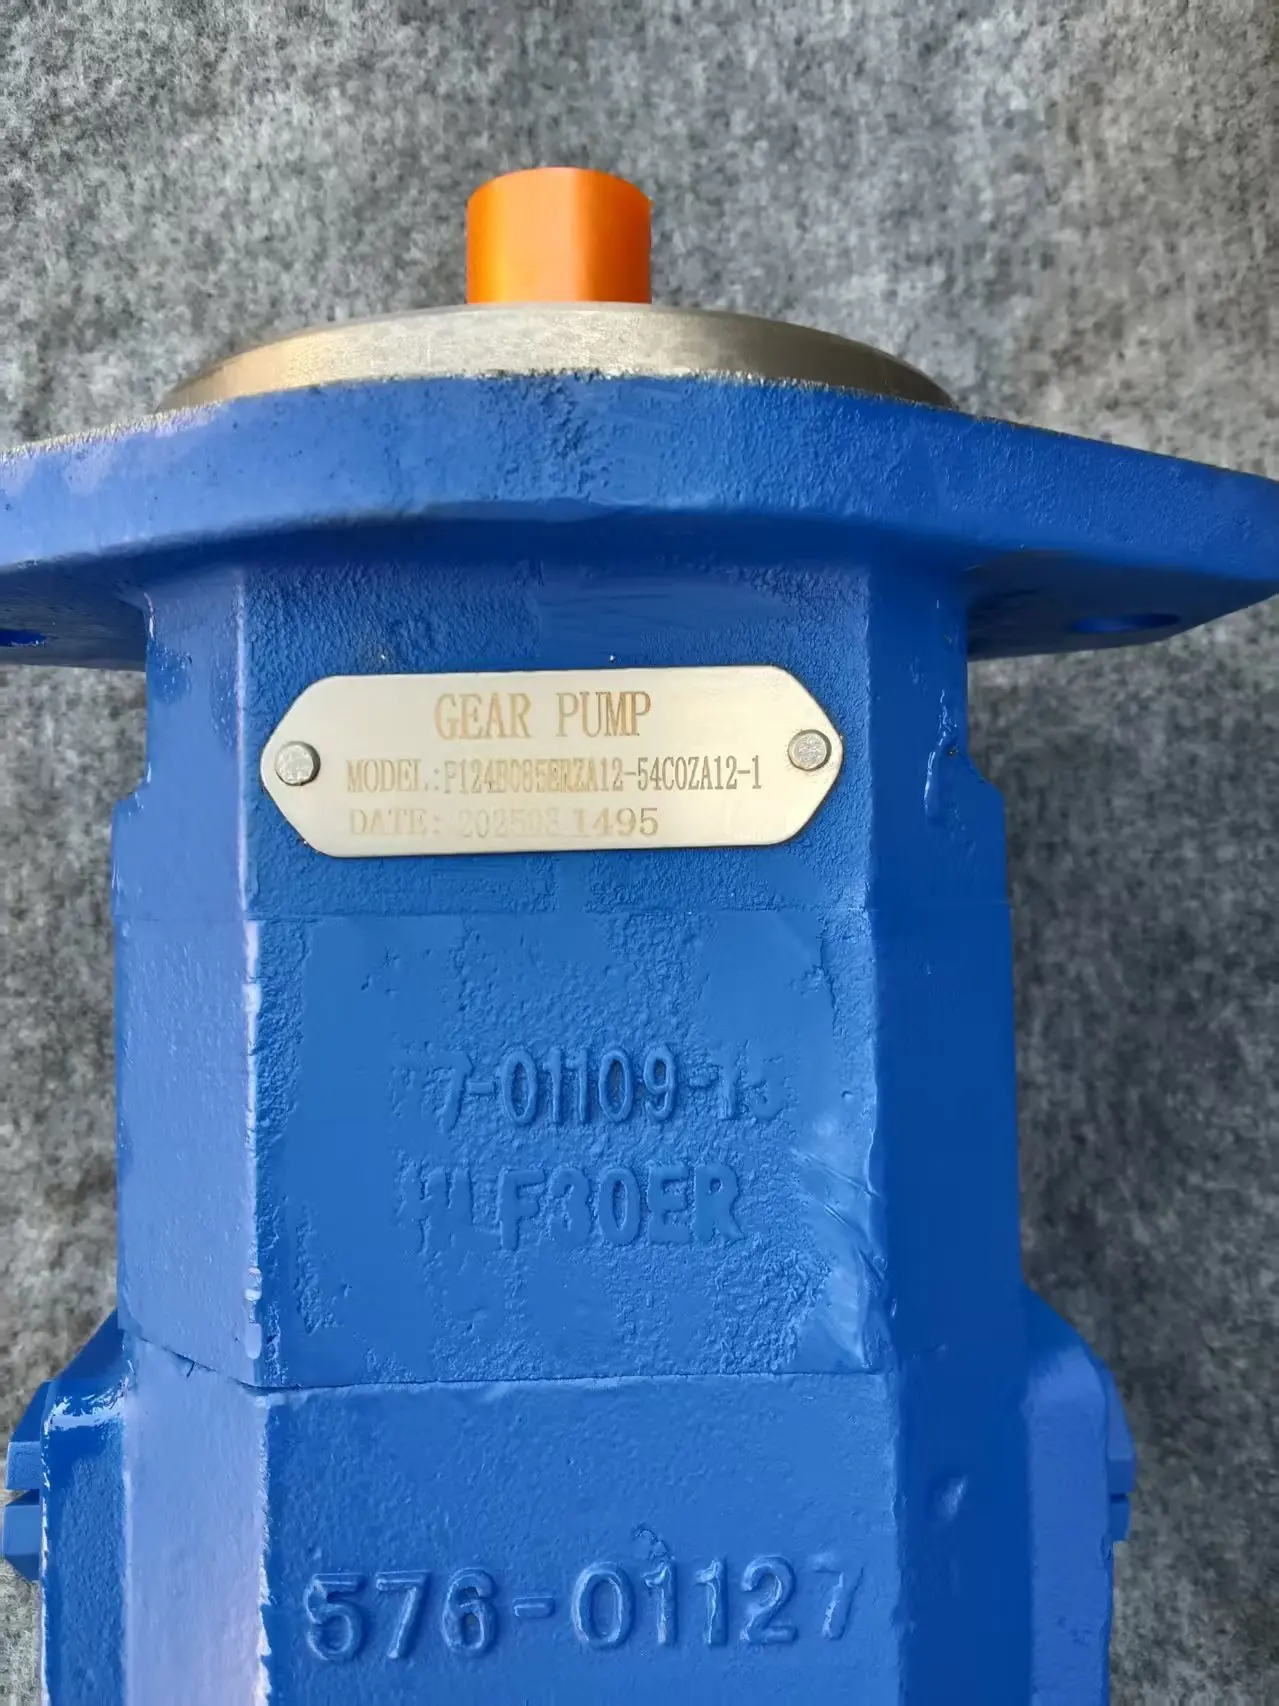 GEAR PUMP
MODEL.:P124B085ERZA12-54C0ZA12-1
DATE: 202503 1495
7-01109-1
F30ER
576-01127